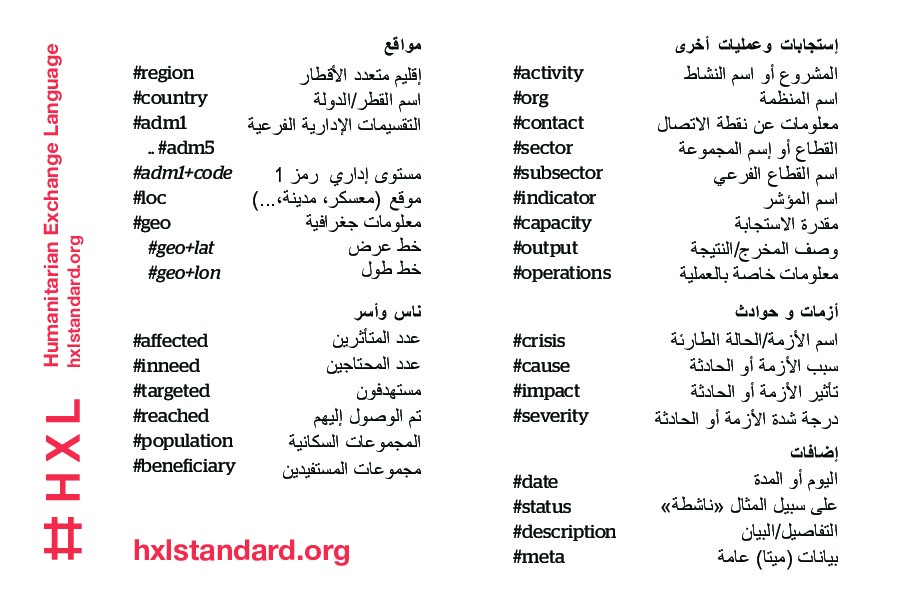 #HXL Humanitarian Exchange Language
hxlstandard.org
مواقع
#region إقليم متعدد الأقطار
#country اسم القطر/الدولة
#adm1 التقسيمات الإدارية الفرعية
.. #adm5
#adm1+code مستوى إداري رمز 1
#loc موقع (معسكر، مدينة،...)
#geo معلومات جغرافية
#geo+lat خط عرض
#geo+lon خط طول
ناس وأسر
#affected عدد المتأثرين
#inneed عدد المحتاجين
#targeted مستهدفون
#reached تم الوصول إليهم
#population المجموعات السكانية
#beneficiary مجموعات المستفيدين
hxlstandard.org
إستجابات وعمليات أخرى
#activity المشروع أو اسم النشاط
#org اسم المنظمة
#contact معلومات عن نقطة الاتصال
#sector القطاع أو إسم المجموعة
#subsector اسم القطاع الفرعي
#indicator اسم المؤشر
#capacity مقدرة الاستجابة
#output وصف المخرج/النتيجة
#operations معلومات خاصة بالعملية
أزمات و حوادث
#crisis اسم الأزمة/الحالة الطارئة
#cause سبب الأزمة أو الحادثة
#impact تأثير الأزمة أو الحادثة
#severity درجة شدة الأزمة أو الحادثة
إضافات
#date اليوم أو المدة
#status على سبيل المثال «ناشطة»
#description التفاصيل/البيان
#meta بيانات (ميتا) عامة